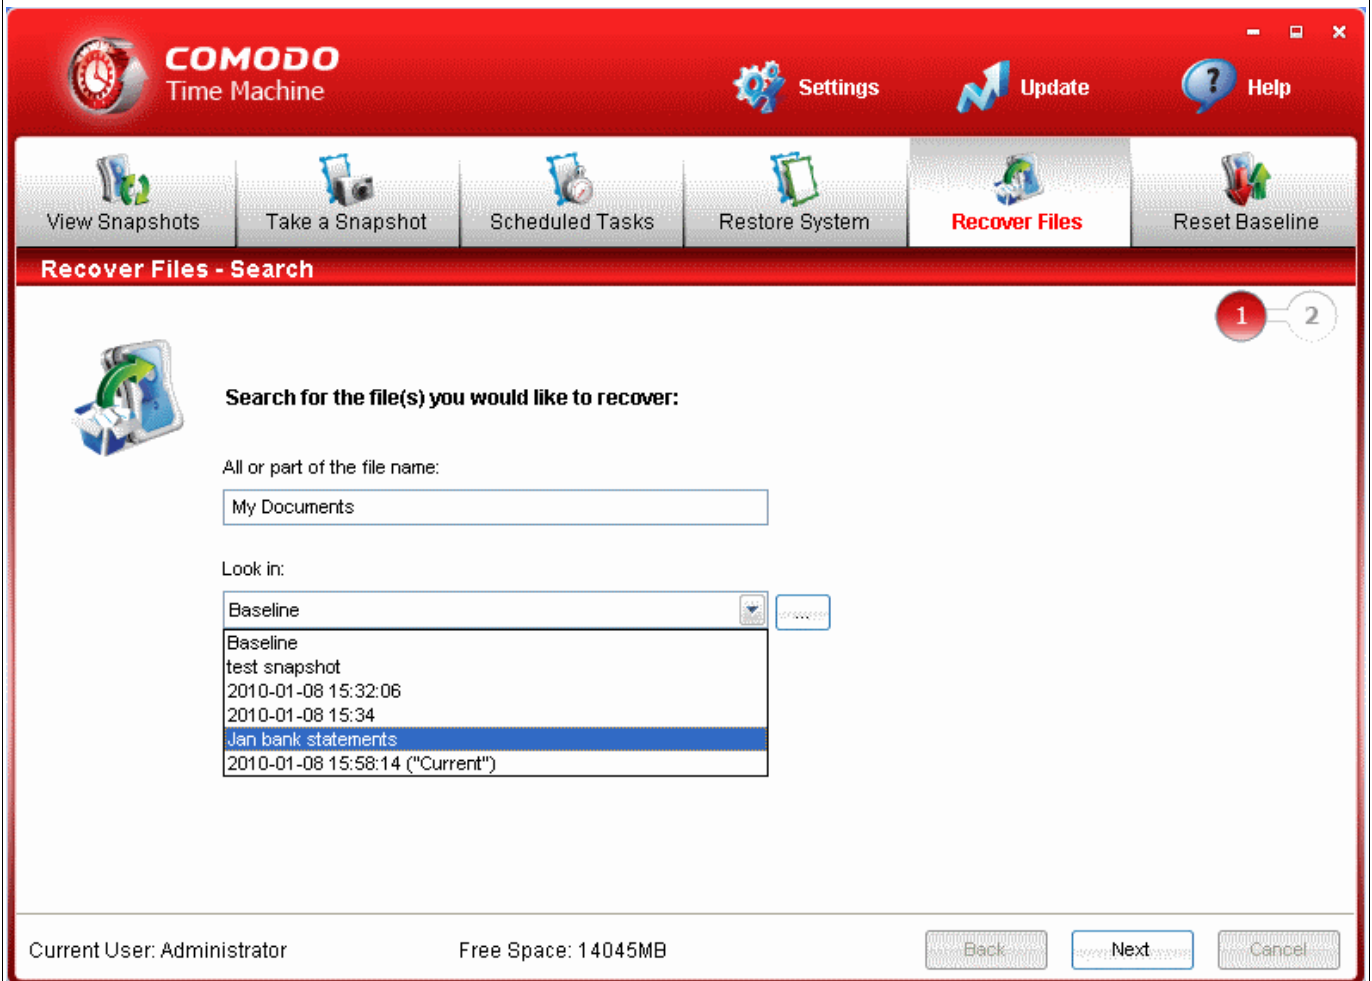 COMODO
Time Machine
Settings
Update
? Help
View Snapshots
Take a Snapshot
Scheduled Tasks
Restore System
Recover Files
Reset Baseline
Recover Files - Search
1 2
Search for the file(s) you would like to recover:
All or part of the file name:
My Documents
Look in:
Baseline
...
Baseline
test snapshot
2010-01-08 15:32:06
2010-01-08 15:34
Jan bank statements
2010-01-08 15:58:14 ("Current")
Current User: Administrator
Free Space: 14045MB
Back
Next
Cancel